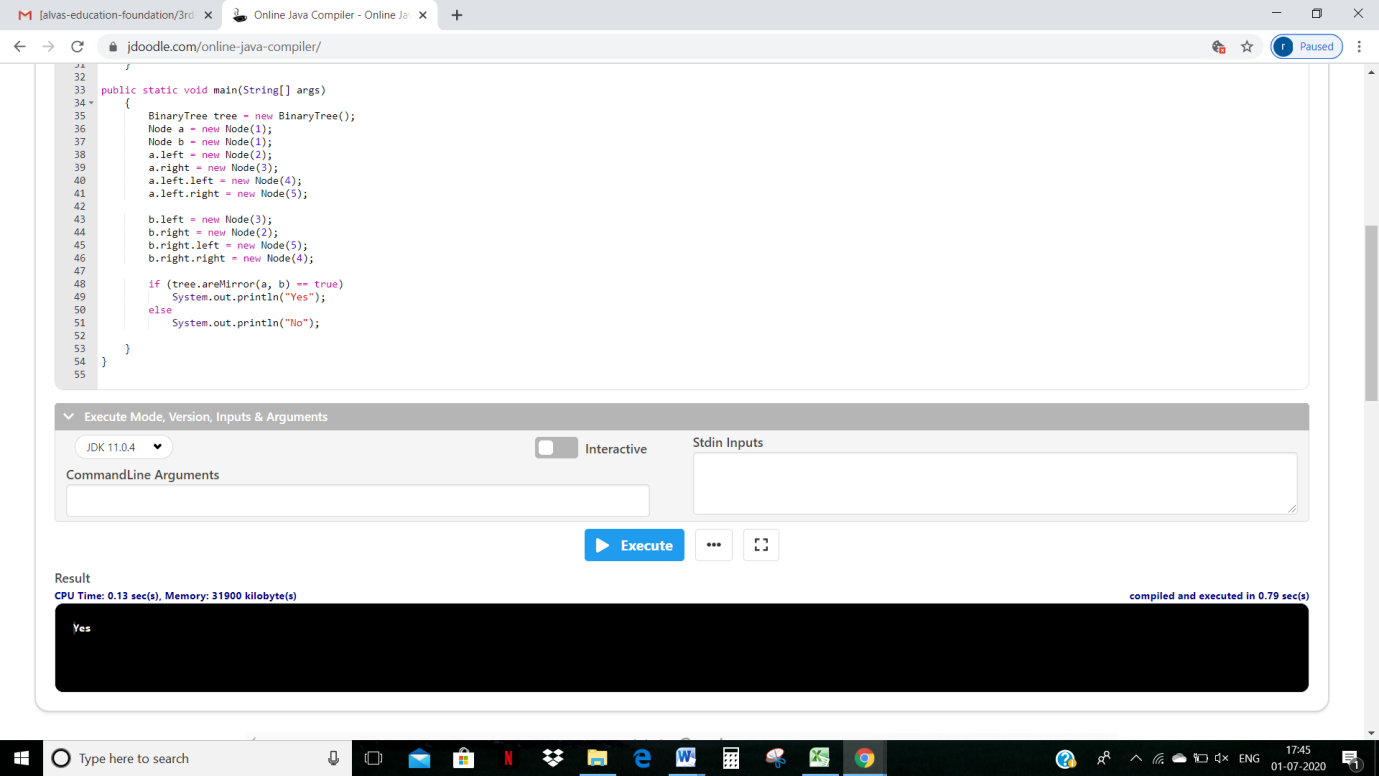 [alvas-education-foundation/3rd
Online Java Compiler - Online Ja
jdoodle.com/online-java-compiler/
r Paused
31 }
32
33 public static void main(String[] args)
34 {
35 BinaryTree tree = new BinaryTree();
36 Node a = new Node(1);
37 Node b = new Node(1);
38 a.left = new Node(2);
39 a.right = new Node(3);
40 a.left.left = new Node(4);
41 a.left.right = new Node(5);
42
43 b.left = new Node(3);
44 b.right = new Node(2);
45 b.right.left = new Node(5);
46 b.right.right = new Node(4);
47
48 if (tree.areMirror(a, b) == true)
49 System.out.println("Yes");
50 else
51 System.out.println("No");
52
53 }
54 }
55
Execute Mode, Version, Inputs & Arguments
JDK 11.0.4
Interactive
Stdin Inputs
CommandLine Arguments
Execute
Result
CPU Time: 0.13 sec(s), Memory: 31900 kilobyte(s)
compiled and executed in 0.79 sec(s)
Yes
Type here to search
ENG
17:45
01-07-2020
1